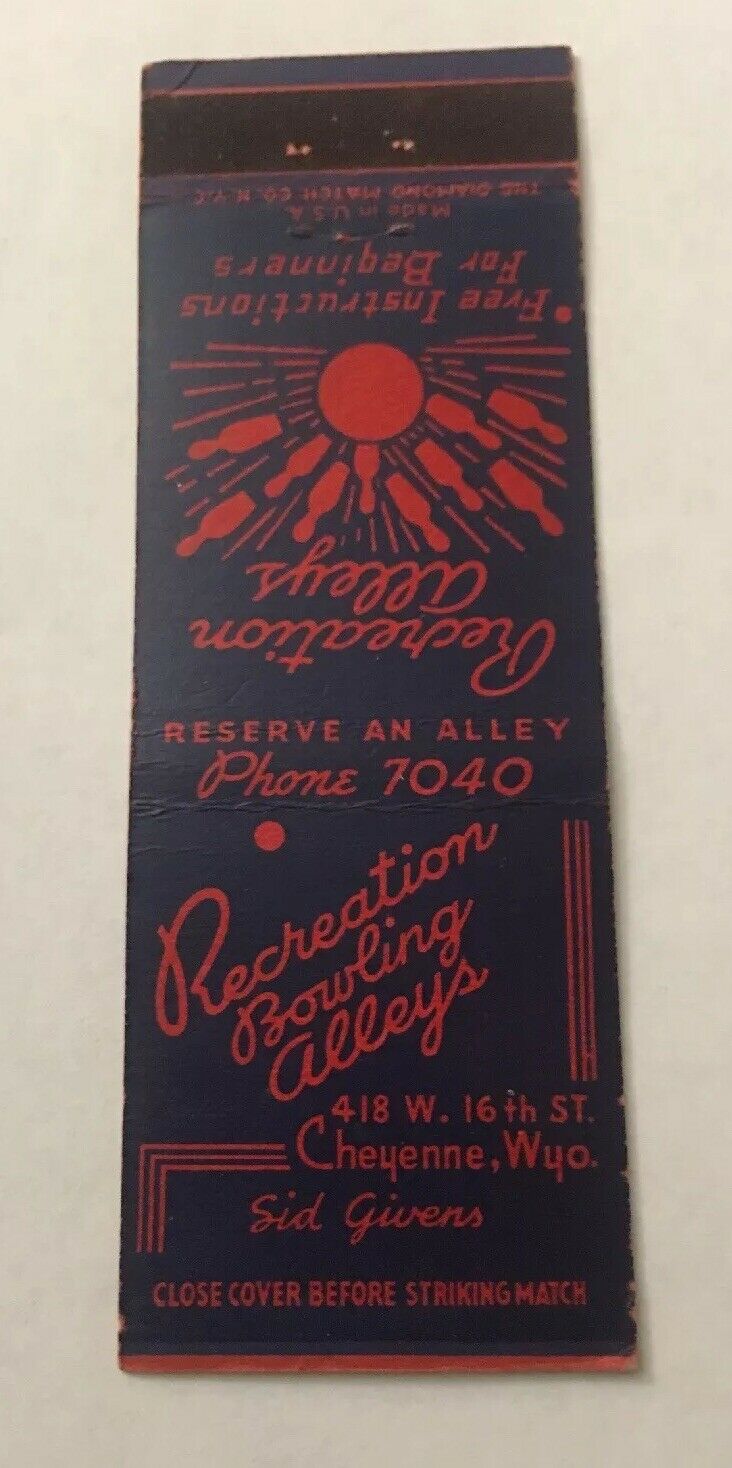 THE DIAMOND MATCH CO. N.Y.C.
Made in U.S.A.
For Beginners
• Free Instructions
Alleys
Recreation
RESERVE AN ALLEY
Phone 7040
Recreation
Bowling
Alleys
418 W. 16th ST.
Cheyenne, Wyo.
Sid Givens
CLOSE COVER BEFORE STRIKING MATCH